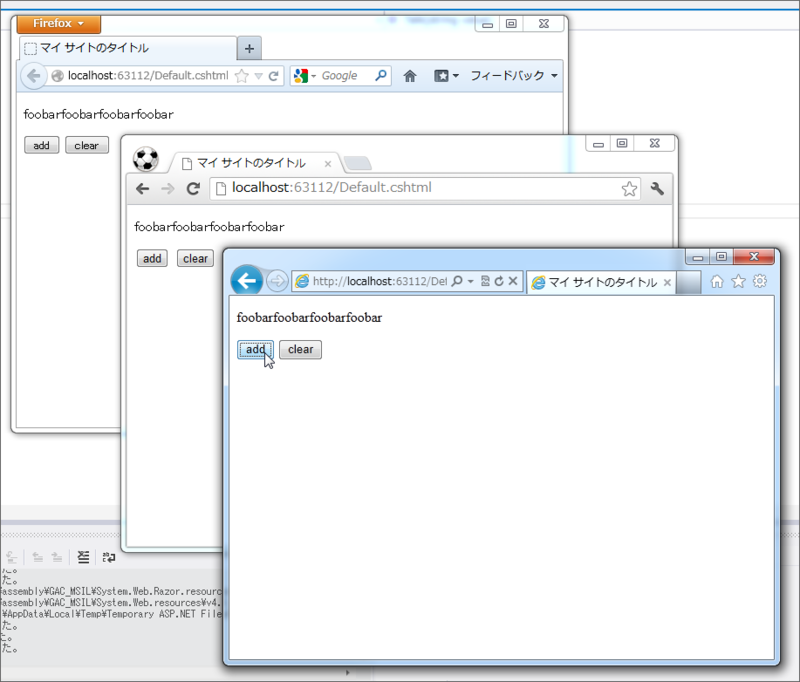 Firefox
マイ サイトのタイトル
localhost:63112/Default.cshtml
Google
フィードバック
foobarfoobarfoobarfoobar
add
clear
マイ サイトのタイトル
localhost:63112/Default.cshtml
foobarfoobarfoobarfoobar
add
clear
http://localhost:63112/Def
マイ サイトのタイトル
foobarfoobarfoobarfoobar
add
clear
た。
た。
assembly¥GAC_MSIL¥System.Web.Razor.resourc
assembly¥GAC_MSIL¥System.Web.resources¥v4.
¥AppData¥Local¥Temp¥Temporary ASP.NET File
た。
た。
た。